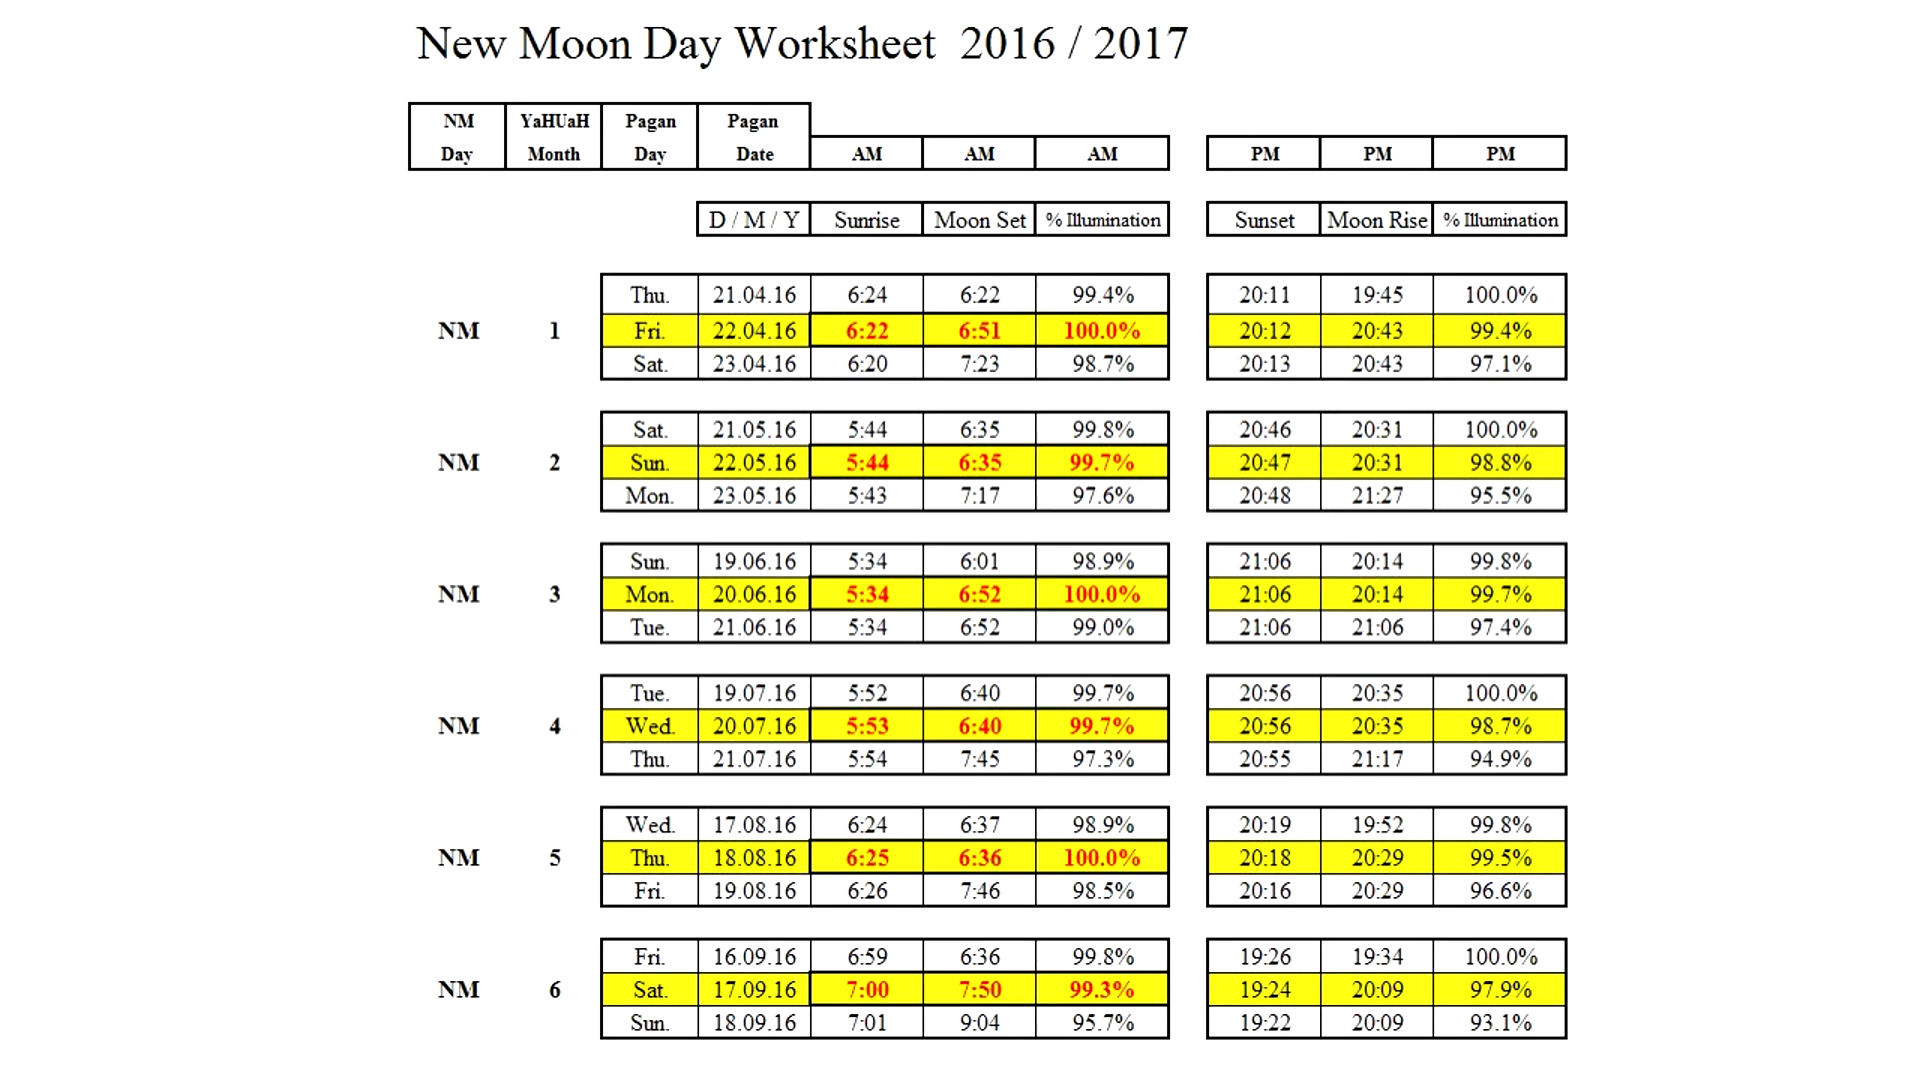 New Moon Day Worksheet 2016 / 2017
NM YaHUaH Pagan Pagan
Day Month Day Date AM AM AM PM PM PM
D / M / Y Sunrise Moon Set % Illumination Sunset Moon Rise % Illumination
Thu. 21.04.16 6:24 6:22 99.4% 20:11 19:45 100.0%
NM 1 Fri. 22.04.16 6:22 6:51 100.0% 20:12 20:43 99.4%
Sat. 23.04.16 6:20 7:23 98.7% 20:13 20:43 97.1%
Sat. 21.05.16 5:44 6:35 99.8% 20:46 20:31 100.0%
NM 2 Sun. 22.05.16 5:44 6:35 99.7% 20:47 20:31 98.8%
Mon. 23.05.16 5:43 7:17 97.6% 20:48 21:27 95.5%
Sun. 19.06.16 5:34 6:01 98.9% 21:06 20:14 99.8%
NM 3 Mon. 20.06.16 5:34 6:52 100.0% 21:06 20:14 99.7%
Tue. 21.06.16 5:34 6:52 99.0% 21:06 21:06 97.4%
Tue. 19.07.16 5:52 6:40 99.7% 20:56 20:35 100.0%
NM 4 Wed. 20.07.16 5:53 6:40 99.7% 20:56 20:35 98.7%
Thu. 21.07.16 5:54 7:45 97.3% 20:55 21:17 94.9%
Wed. 17.08.16 6:24 6:37 98.9% 20:19 19:52 99.8%
NM 5 Thu. 18.08.16 6:25 6:36 100.0% 20:18 20:29 99.5%
Fri. 19.08.16 6:26 7:46 98.5% 20:16 20:29 96.6%
Fri. 16.09.16 6:59 6:36 99.8% 19:26 19:34 100.0%
NM 6 Sat. 17.09.16 7:00 7:50 99.3% 19:24 20:09 97.9%
Sun. 18.09.16 7:01 9:04 95.7% 19:22 20:09 93.1%